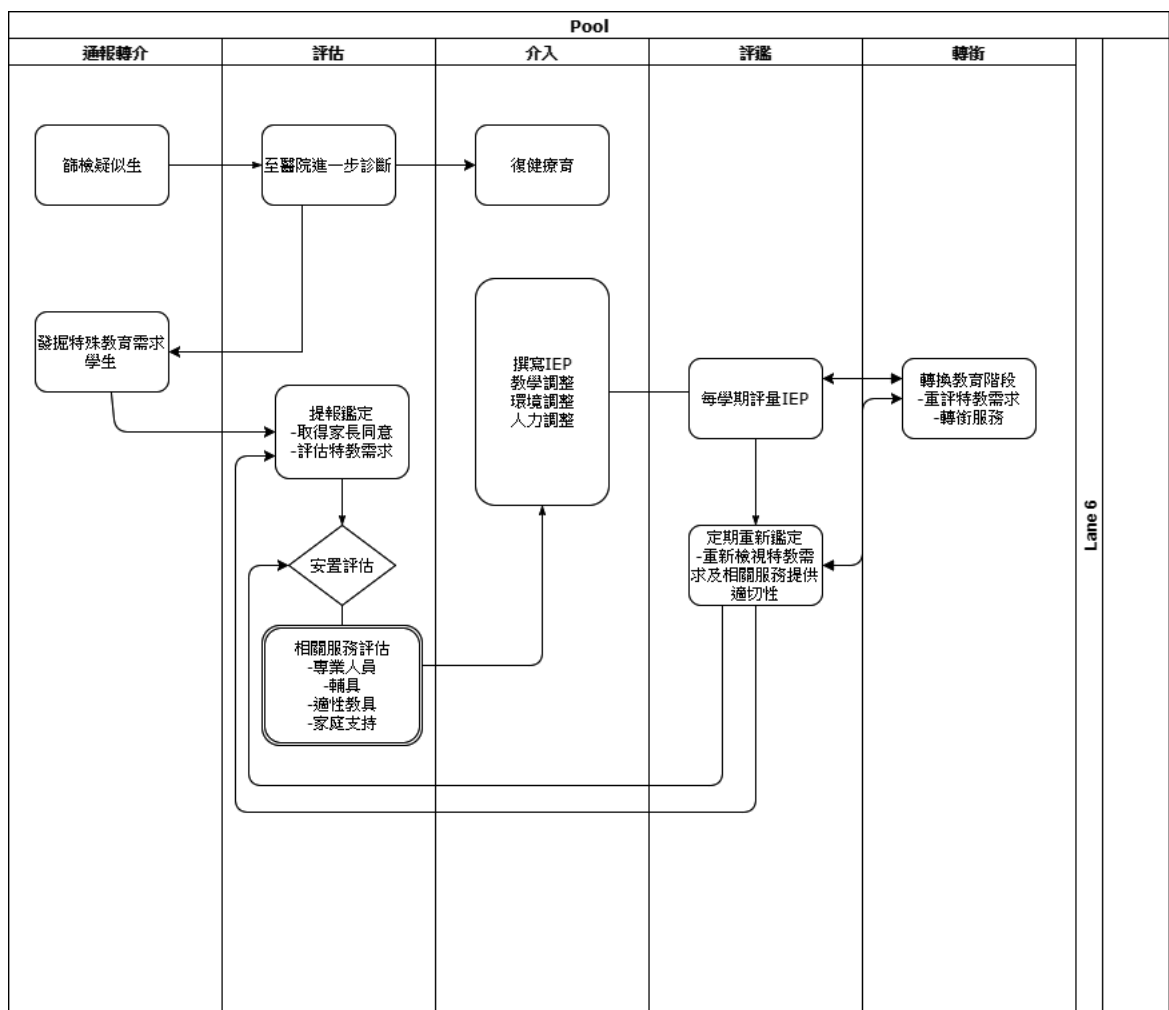 Pool
通報轉介
評估
介入
評鑑
轉銜
篩檢疑似生
至醫院進一步診斷
復健療育
發掘特殊教育需求
學生
提報鑑定
-取得家長同意
-評估特教需求
安置評估
相關服務評估
-專業人員
-輔具
-適性教具
-家庭支持
撰寫IEP
教學調整
環境調整
人力調整
每學期評量IEP
定期重新鑑定
-重新檢視特教需
求及相關服務提供
適切性
轉換教育階段
-重評特教需求
-轉銜服務
Lane 6